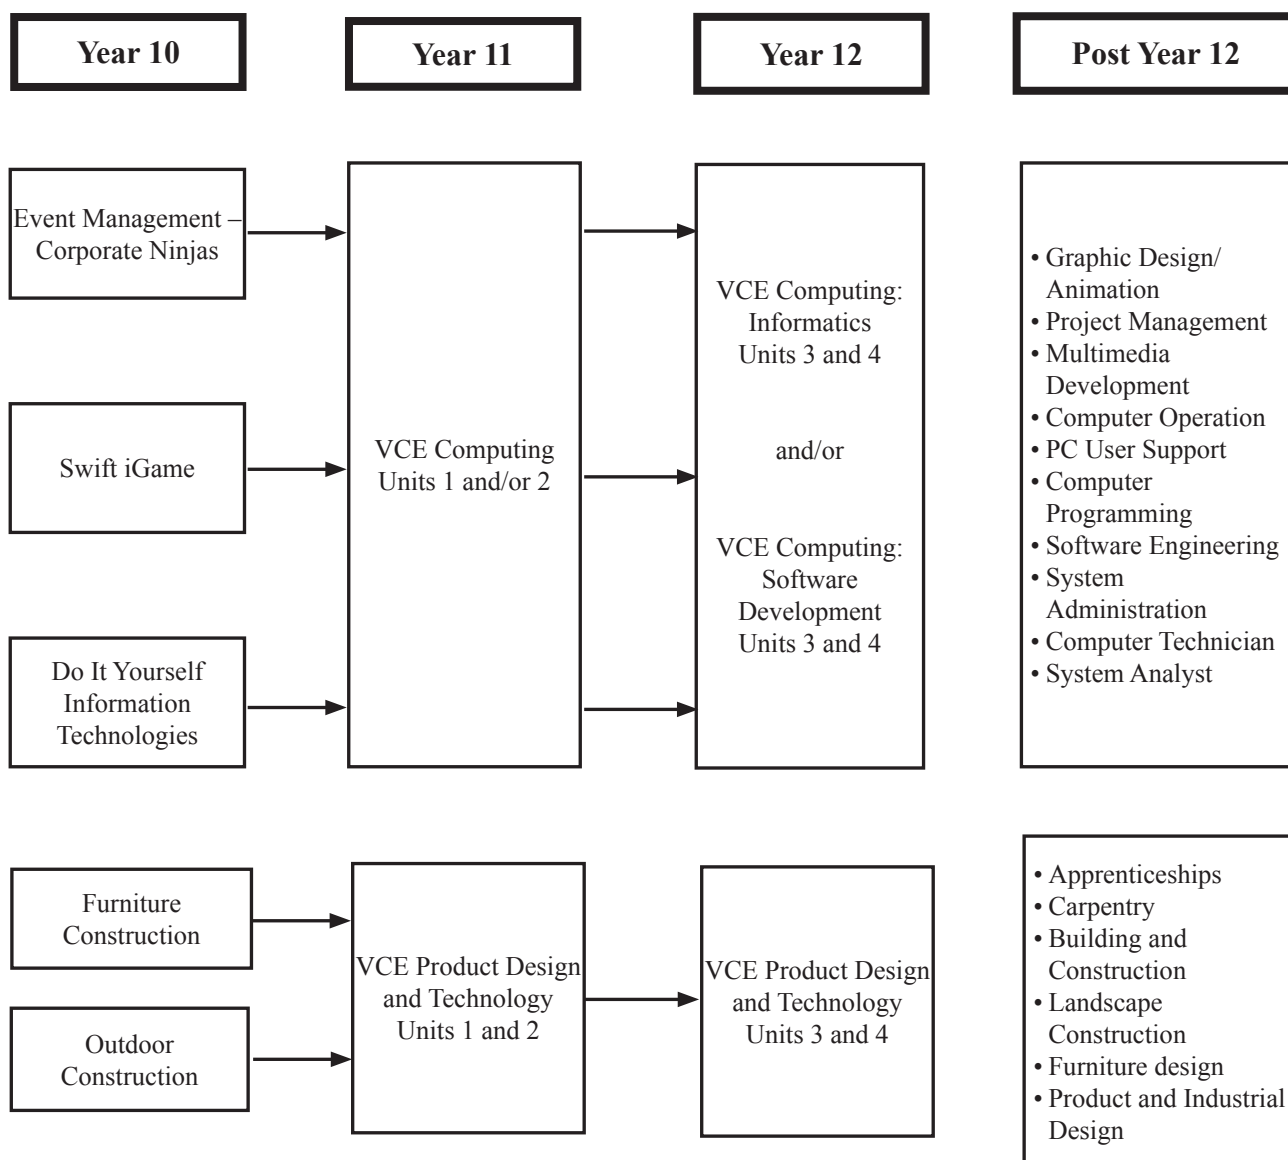 Year 10
Year 11
Year 12
Post Year 12
Event Management –
Corporate Ninjas
Swift iGame
Do It Yourself
Information
Technologies
VCE Computing
Units 1 and/or 2
VCE Computing:
Informatics
Units 3 and 4
and/or
VCE Computing:
Software
Development
Units 3 and 4
• Graphic Design/
Animation
• Project Management
• Multimedia
Development
• Computer Operation
• PC User Support
• Computer
Programming
• Software Engineering
• System
Administration
• Computer Technician
• System Analyst
Furniture
Construction
Outdoor
Construction
VCE Product Design
and Technology
Units 1 and 2
VCE Product Design
and Technology
Units 3 and 4
• Apprenticeships
• Carpentry
• Building and
Construction
• Landscape
Construction
• Furniture design
• Product and Industrial
Design